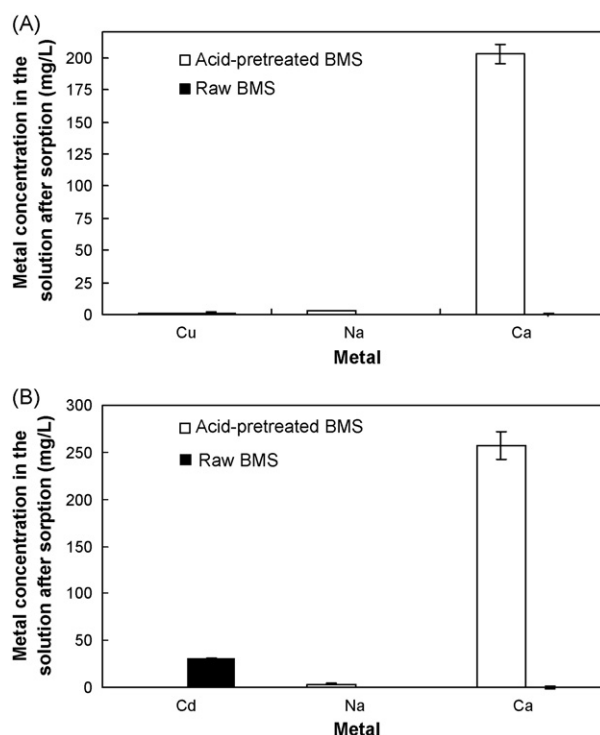 (A)
Metal concentration in the
solution after sorption (mg/L)
200
175
150
125
100
75
50
25
0
Acid-pretreated BMS
Raw BMS
Cu
Na
Ca
Metal
(B)
Metal concentration in the
solution after sorption (mg/L)
300
250
200
150
100
50
0
Acid-pretreated BMS
Raw BMS
Cd
Na
Ca
Metal